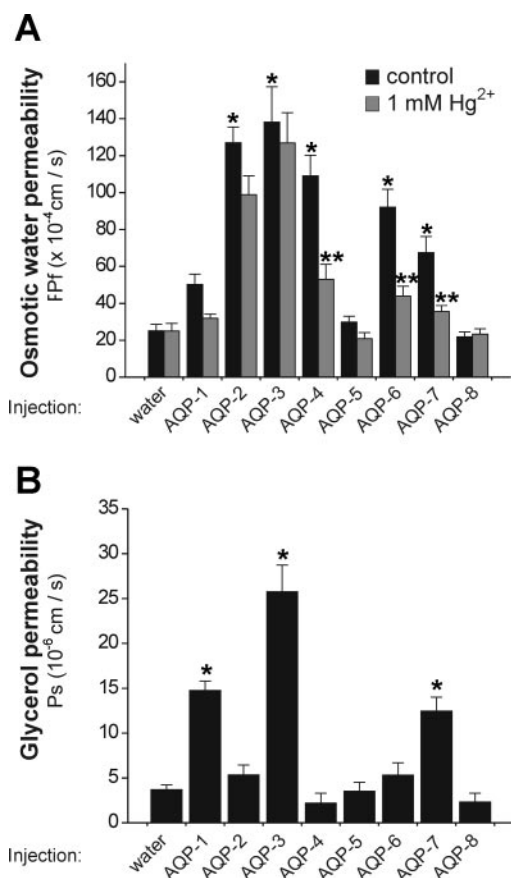 A
Osmotic water permeability
FPf (x 10⁻⁴cm / s)
160
140
120
100
80
60
40
20
0
control
1 mM Hg²⁺
*
*
*
**
*
**
*
**
Injection:
water
AQP-1
AQP-2
AQP-3
AQP-4
AQP-5
AQP-6
AQP-7
AQP-8
B
Glycerol permeability
Ps (10⁻⁶ cm / s)
35
30
25
20
15
10
5
0
*
*
*
Injection:
water
AQP-1
AQP-2
AQP-3
AQP-4
AQP-5
AQP-6
AQP-7
AQP-8